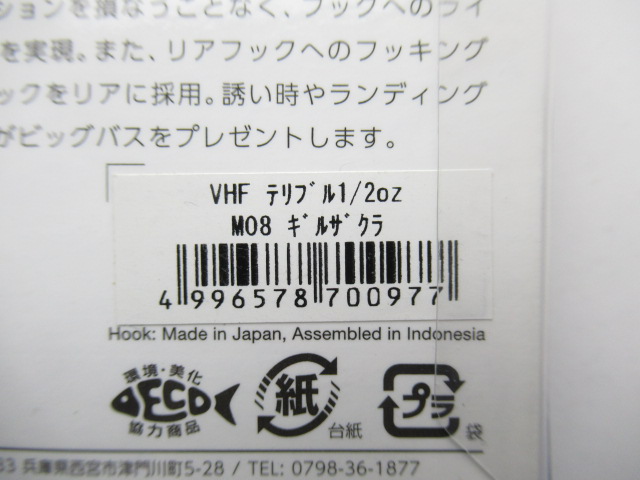 ションを損なうことなく、フックへのライ
を実現。また、リアフックへのフッキング
ックをリアに採用。誘い時やランディング
がビッグバスをプレゼントします。
VHF ﾃﾘﾌﾞﾙ1/2oz
M08 ｷﾞﾙｻﾞｸﾗ
4 996578 700977
Hook: Made in Japan, Assembled in Indonesia
環境・美化
ECO
協力商品
紙
台紙
プラ
袋
33 兵庫県西宮市津門川町5-28 / TEL: 0798-36-1877